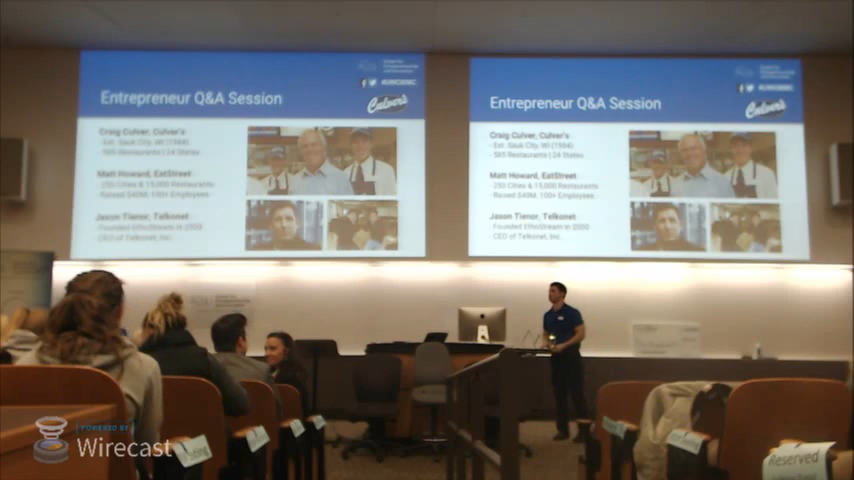 Entrepreneur Q&A Session
Culver's
Craig Culver, Culver's
- Est. Sauk City, WI (1984)
- 565 Restaurants | 24 States
Matt Howard, EatStreet
- 250 Cities & 15,000 Restaurants
- Raised $40M, 100+ Employees
Jason Tienor, Telkonet
- Founded EthoStream in 2000
CEO of Telkonet, Inc.
Entrepreneur Q&A Session
Culver's
Craig Culver, Culver's
- Est. Sauk City, WI (1984)
- 565 Restaurants | 24 States
Matt Howard, EatStreet
- 250 Cities & 15,000 Restaurants
- Raised $40M, 100+ Employees
Jason Tienor, Telkonet
- Founded EthoStream in 2000
CEO of Telkonet, Inc.
POWERED BY
Wirecast
Reserved